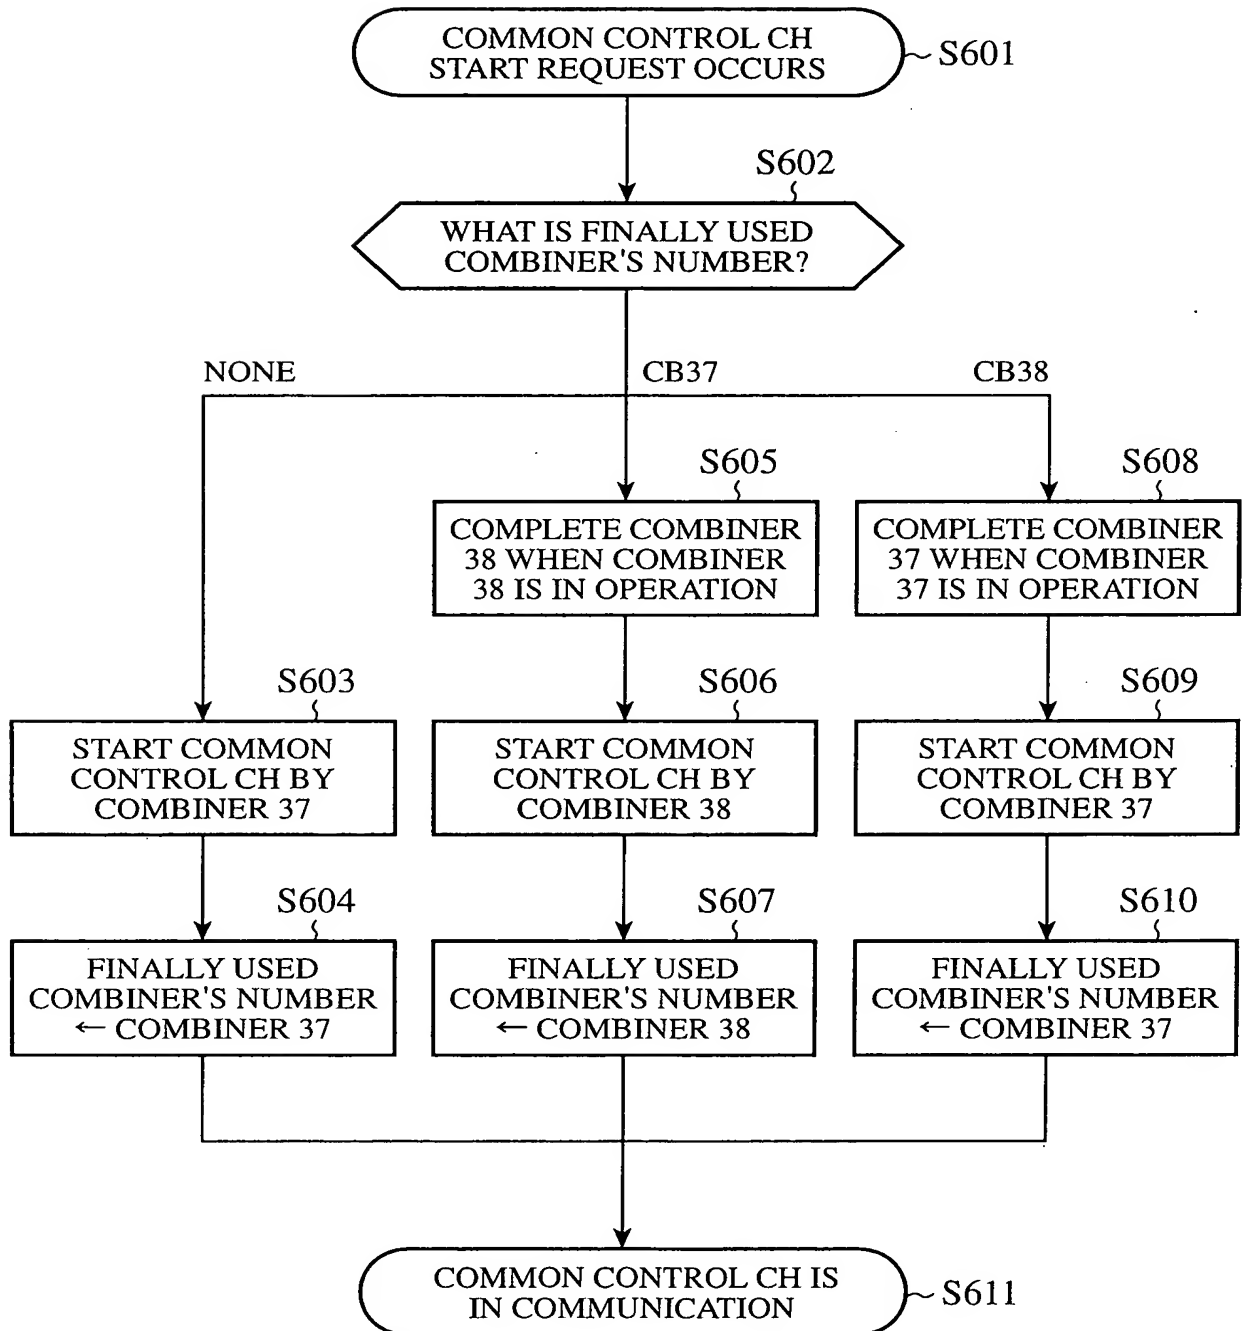 COMMON CONTROL CH
START REQUEST OCCURS
S601
S602
WHAT IS FINALLY USED
COMBINER'S NUMBER?
NONE
CB37
CB38
S605
COMPLETE COMBINER
38 WHEN COMBINER
38 IS IN OPERATION
S608
COMPLETE COMBINER
37 WHEN COMBINER
37 IS IN OPERATION
S603
START COMMON
CONTROL CH BY
COMBINER 37
S606
START COMMON
CONTROL CH BY
COMBINER 38
S609
START COMMON
CONTROL CH BY
COMBINER 37
S604
FINALLY USED
COMBINER'S NUMBER
← COMBINER 37
S607
FINALLY USED
COMBINER'S NUMBER
← COMBINER 38
S610
FINALLY USED
COMBINER'S NUMBER
← COMBINER 37
COMMON CONTROL CH IS
IN COMMUNICATION
S611